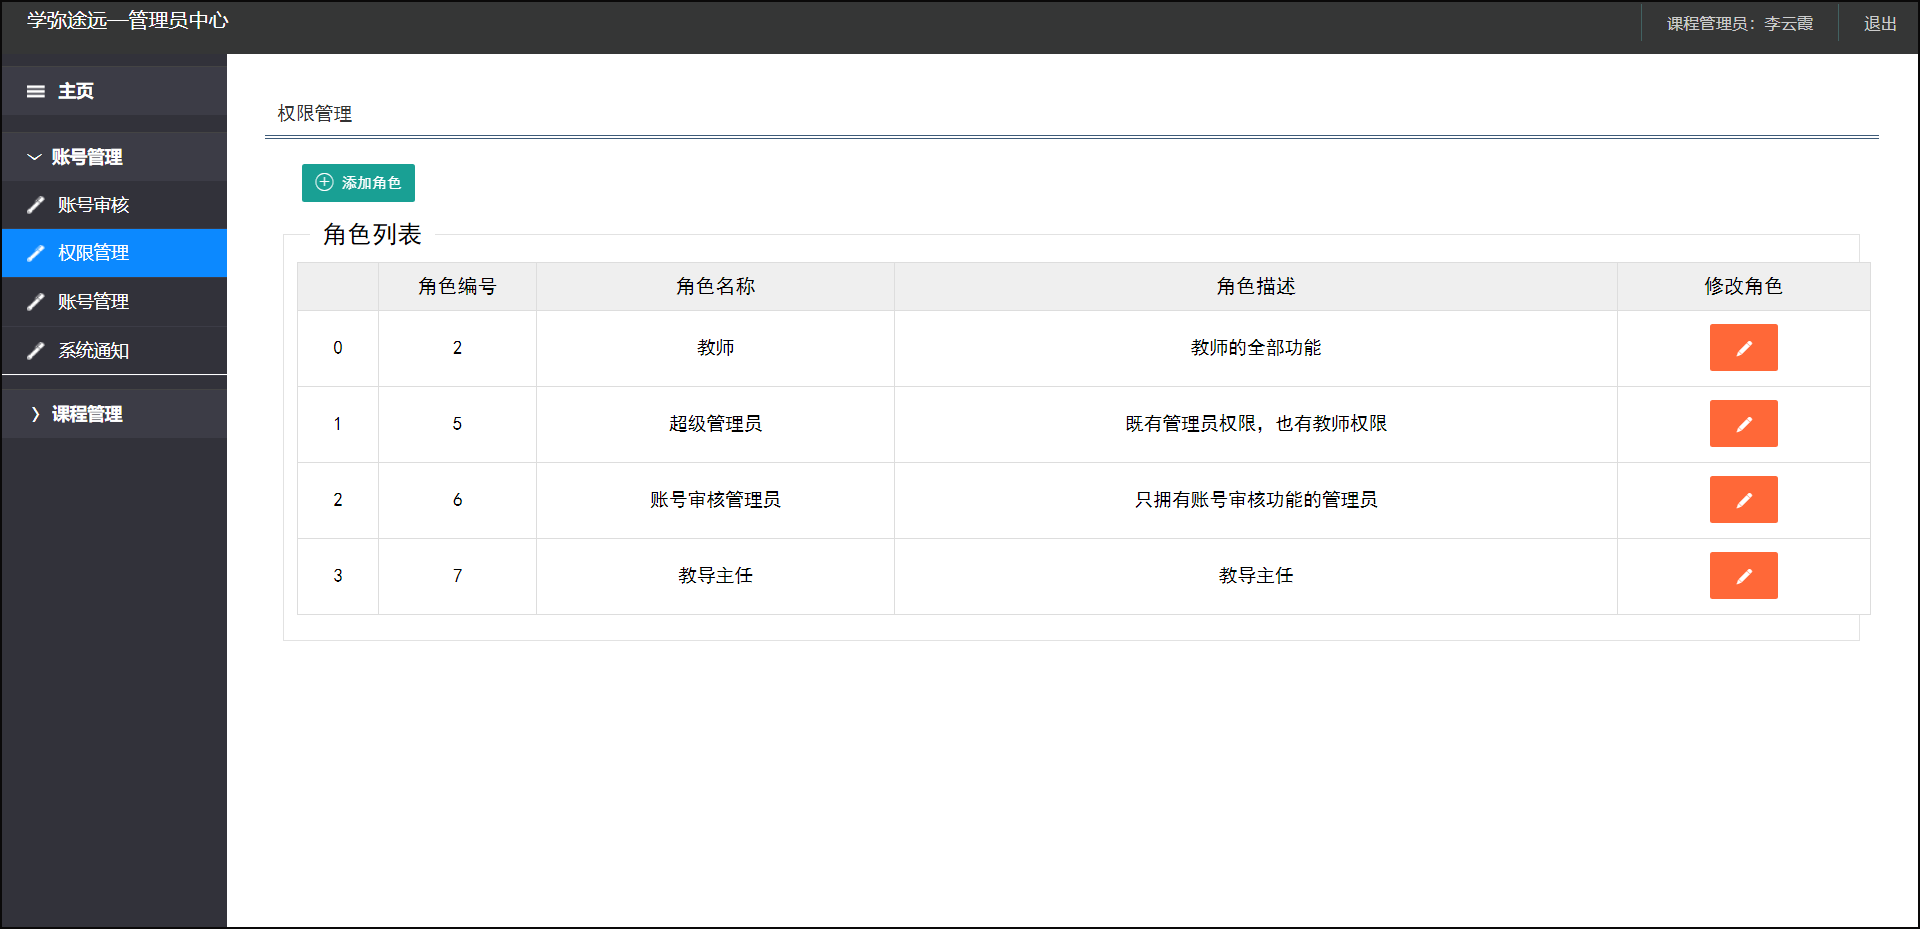 学弥途远—管理员中心
课程管理员：李云霞
退出
主页
账号管理
账号审核
权限管理
账号管理
系统通知
课程管理
权限管理
添加角色
角色列表
角色编号 角色名称 角色描述 修改角色
0 2 教师 教师的全部功能
1 5 超级管理员 既有管理员权限，也有教师权限
2 6 账号审核管理员 只拥有账号审核功能的管理员
3 7 教导主任 教导主任